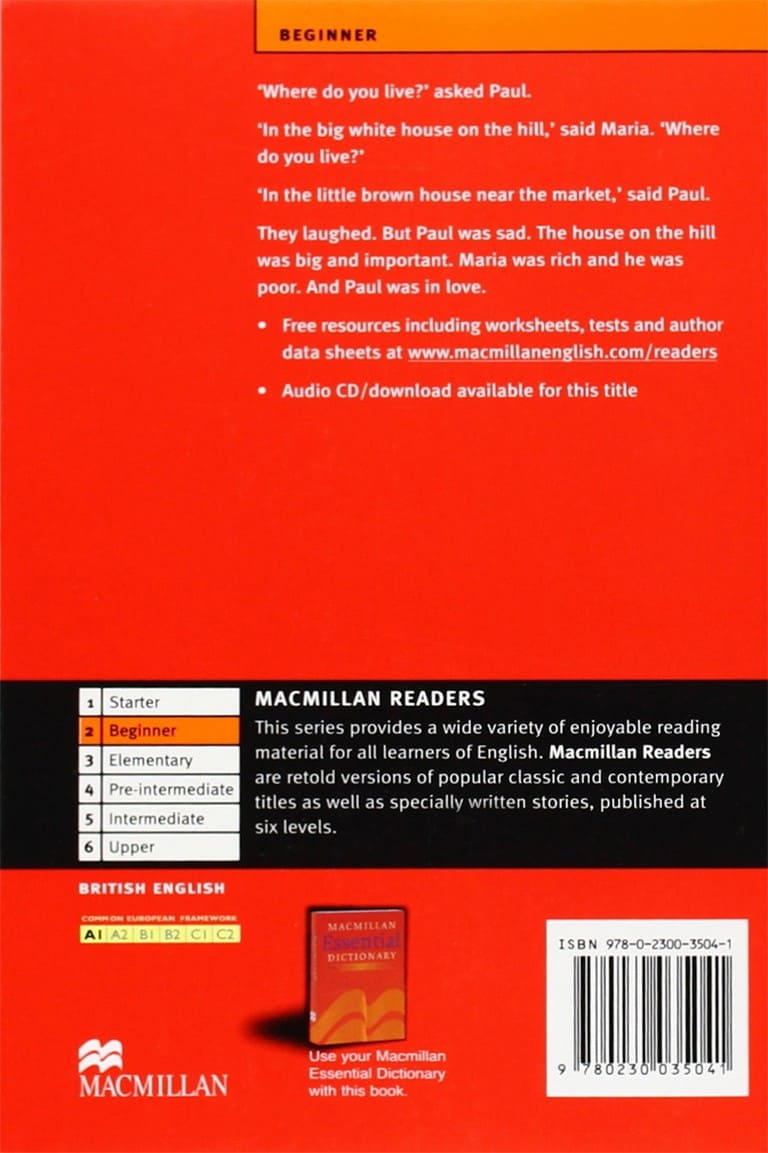 BEGINNER
‘Where do you live?’ asked Paul.
‘In the big white house on the hill,’ said Maria. ‘Where
do you live?’
‘In the little brown house near the market,’ said Paul.
They laughed. But Paul was sad. The house on the hill
was big and important. Maria was rich and he was
poor. And Paul was in love.
• Free resources including worksheets, tests and author
data sheets at www.macmillanenglish.com/readers
• Audio CD/download available for this title
1 Starter
2 Beginner
3 Elementary
4 Pre-intermediate
5 Intermediate
6 Upper
MACMILLAN READERS
This series provides a wide variety of enjoyable reading
material for all learners of English. Macmillan Readers
are retold versions of popular classic and contemporary
titles as well as specially written stories, published at
six levels.
BRITISH ENGLISH
COMMON EUROPEAN FRAMEWORK
A1 A2 B1 B2 C1 C2
MACMILLAN
MACMILLAN
Essential
DICTIONARY
Use your Macmillan
Essential Dictionary
with this book.
ISBN 978-0-2300-3504-1
9 780230 035041